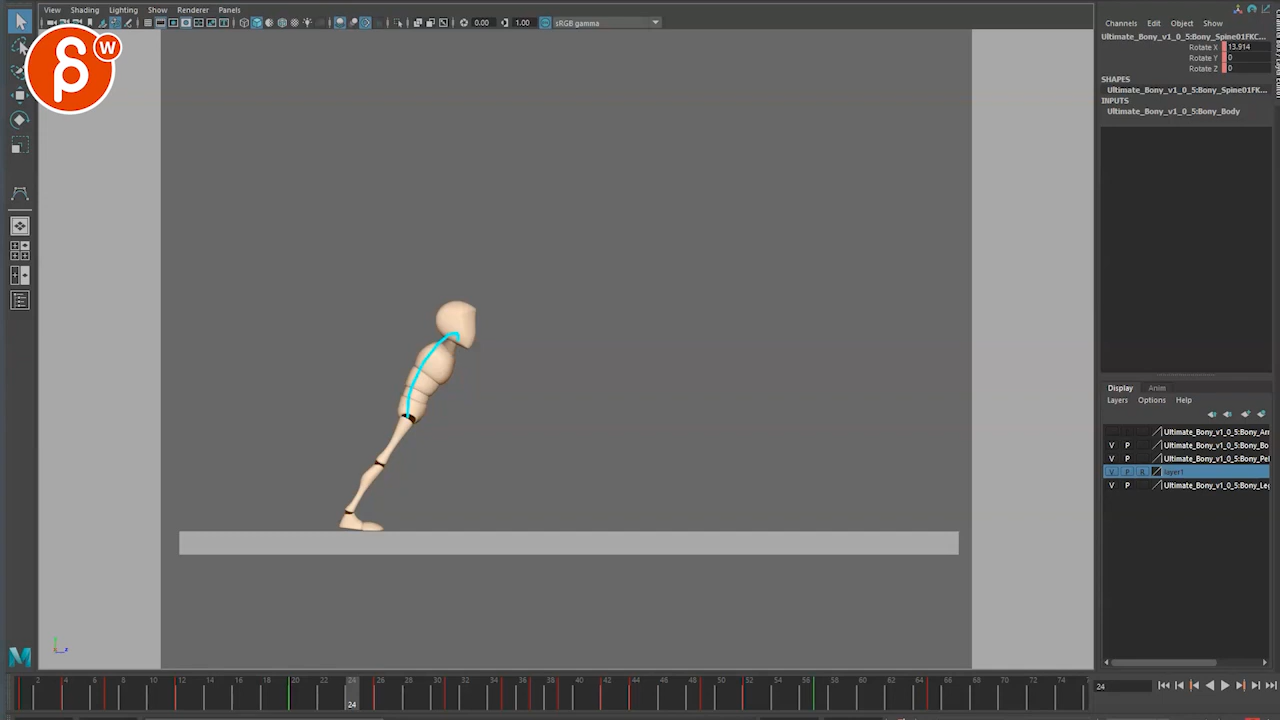 View Shading Lighting Show Renderer Panels
0.00 1.00 sRGB gamma
W
Channels Edit Object Show
Ultimate_Bony_v1_0_5:Bony_Spine01FKC...
Rotate X 13.914
Rotate Y 0
Rotate Z 0
SHAPES
Ultimate_Bony_v1_0_5:Bony_Spine01FK...
INPUTS
Ultimate_Bony_v1_0_5:Bony_Body
Display Anim
Layers Options Help
Ultimate_Bony_v1_0_5:Bony_Arr
V P Ultimate_Bony_v1_0_5:Bony_Bo
V P Ultimate_Bony_v1_0_5:Bony_Pel
V P R layer1
V P Ultimate_Bony_v1_0_5:Bony_Leg
M
2 4 6 8 10 12 14 16 18 20 22 24 26 28 30 32 34 36 38 40 42 44 46 48 50 52 54 56 58 60 62 64 66 68 70 72 74
24
24